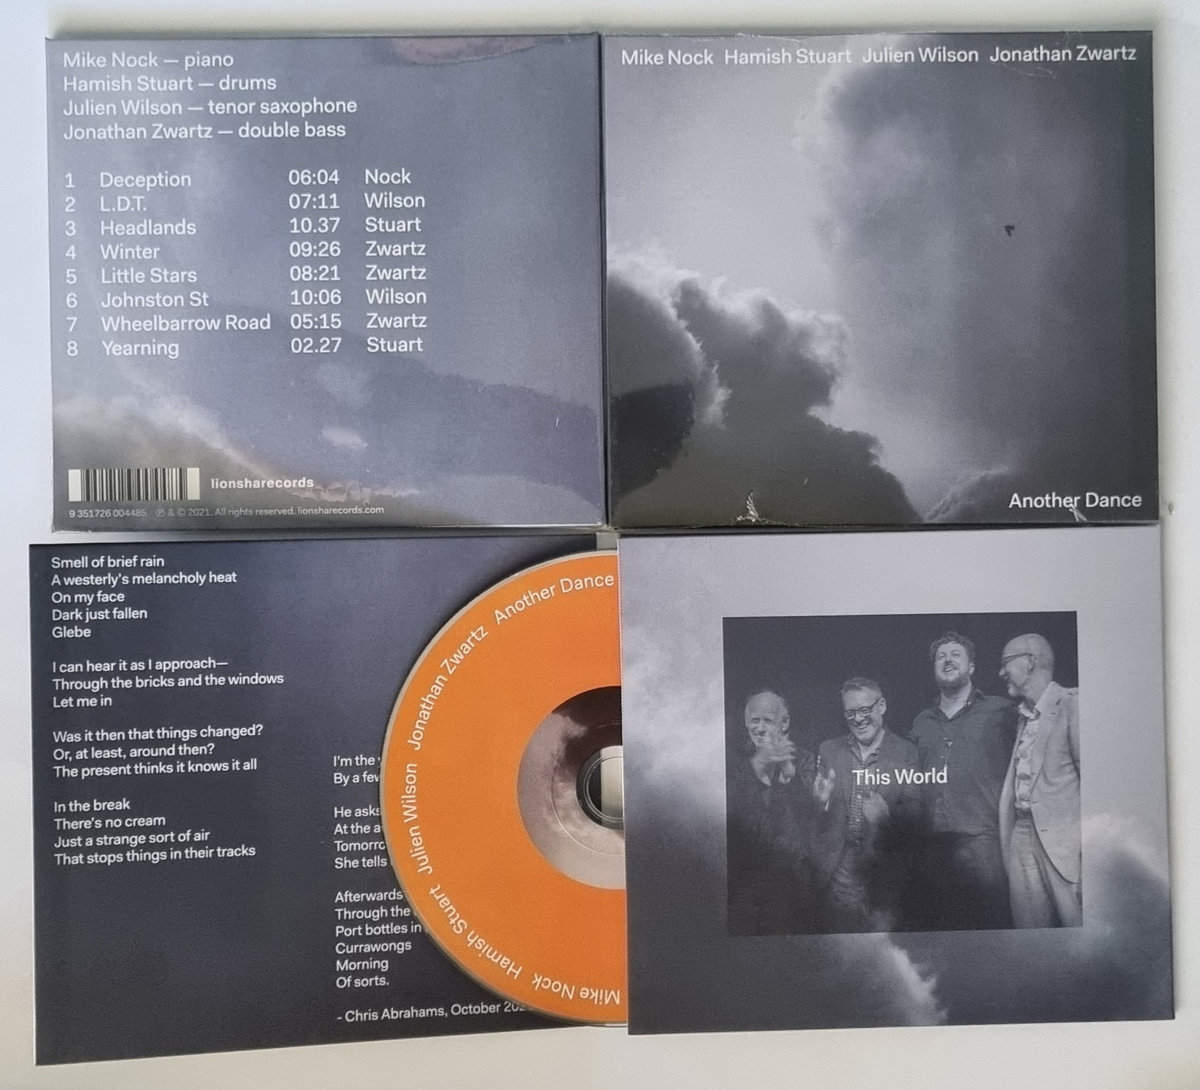 Mike Nock — piano
Hamish Stuart — drums
Julien Wilson — tenor saxophone
Jonathan Zwartz — double bass
1 Deception 06:04 Nock
2 L.D.T. 07:11 Wilson
3 Headlands 10.37 Stuart
4 Winter 09:26 Zwartz
5 Little Stars 08:21 Zwartz
6 Johnston St 10:06 Wilson
7 Wheelbarrow Road 05:15 Zwartz
8 Yearning 02.27 Stuart
lionsharecords
9 351726 004485 ℗ & © 2021. All rights reserved. lionsharecords.com
Mike Nock Hamish Stuart Julien Wilson Jonathan Zwartz
Another Dance
Smell of brief rain
A westerly's melancholy heat
On my face
Dark just fallen
Glebe
I can hear it as I approach—
Through the bricks and the windows
Let me in
Was it then that things changed?
Or, at least, around then?
The present thinks it knows it all
In the break
There's no cream
Just a strange sort of air
That stops things in their tracks
I'm the
By a few
He asks
At the
She tells
Afterwards
Through the
Port bottles in
Currawongs
Morning
Of sorts.
- Chris Abrahams, October
Mike Nock Hamish Stuart Julien Wilson Jonathan Zwartz Another Dance
This World